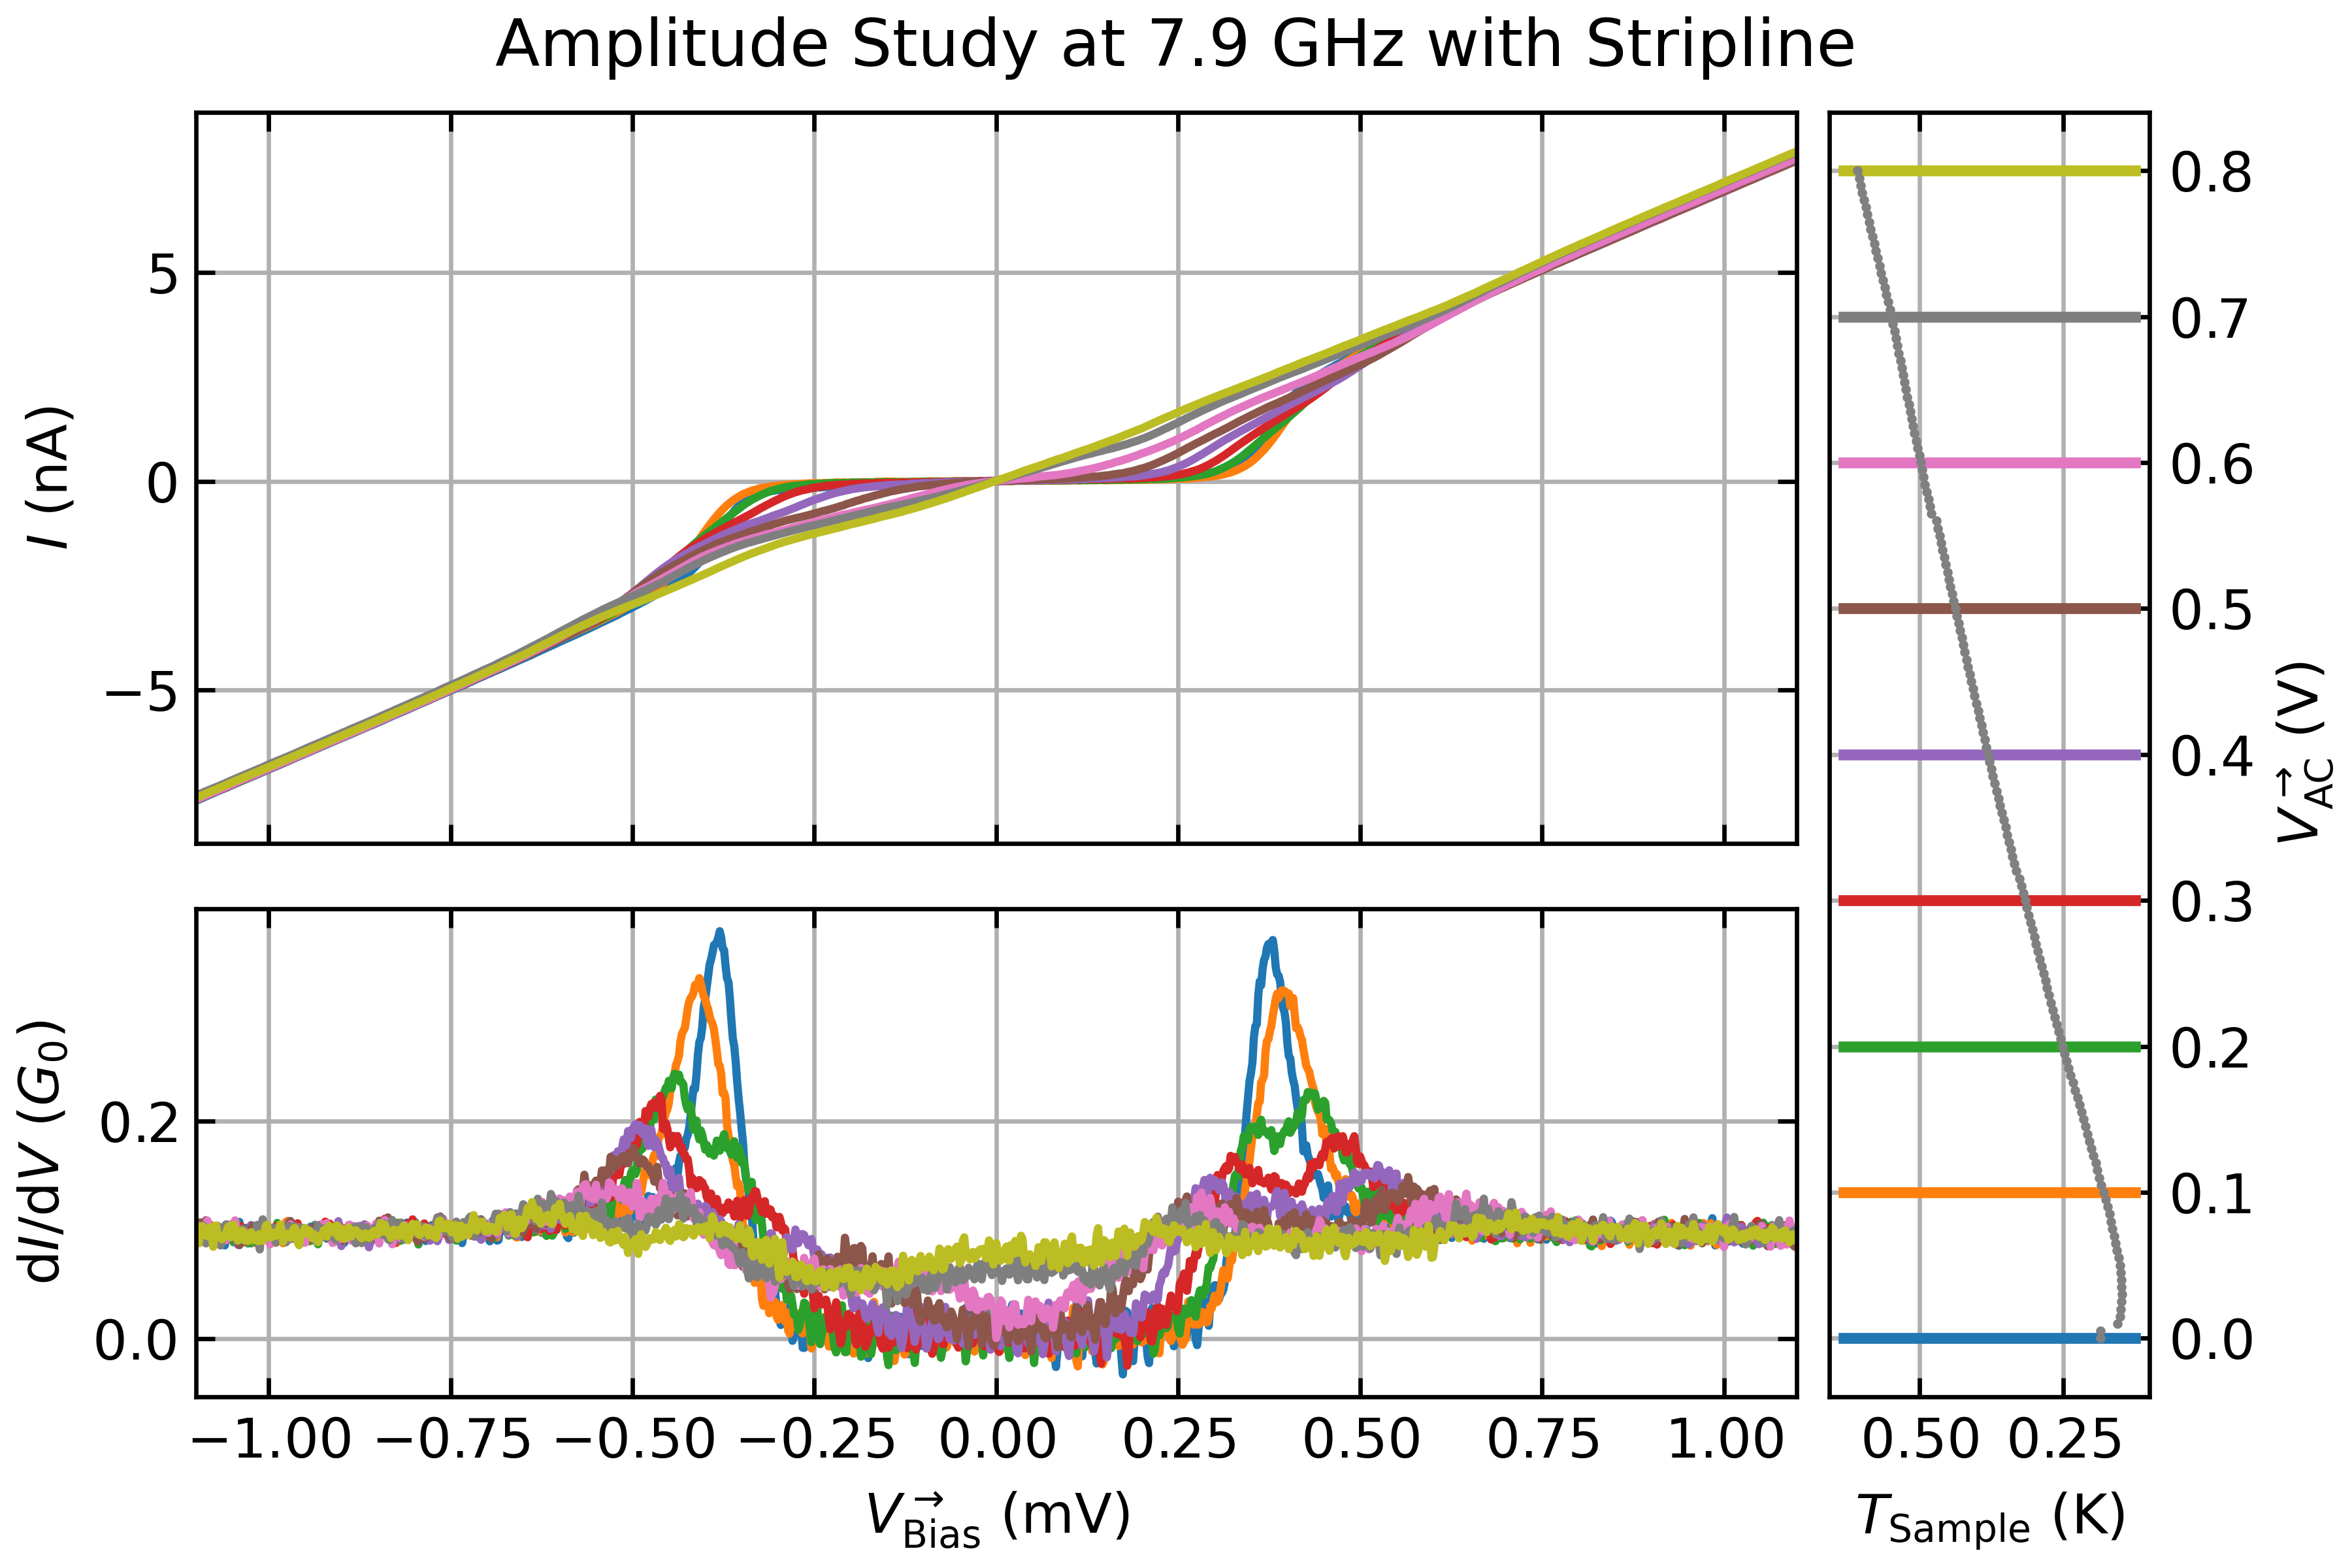 Amplitude Study at 7.9 GHz with Stripline
I (nA)
5
0
−5
dI/dV (G₀)
0.2
0.0
−1.00 −0.75 −0.50 −0.25 0.00 0.25 0.50 0.75 1.00
V→Bias (mV)
0.8
0.7
0.6
0.5
0.4
0.3
0.2
0.1
0.0
V→AC (V)
0.50 0.25
TSample (K)